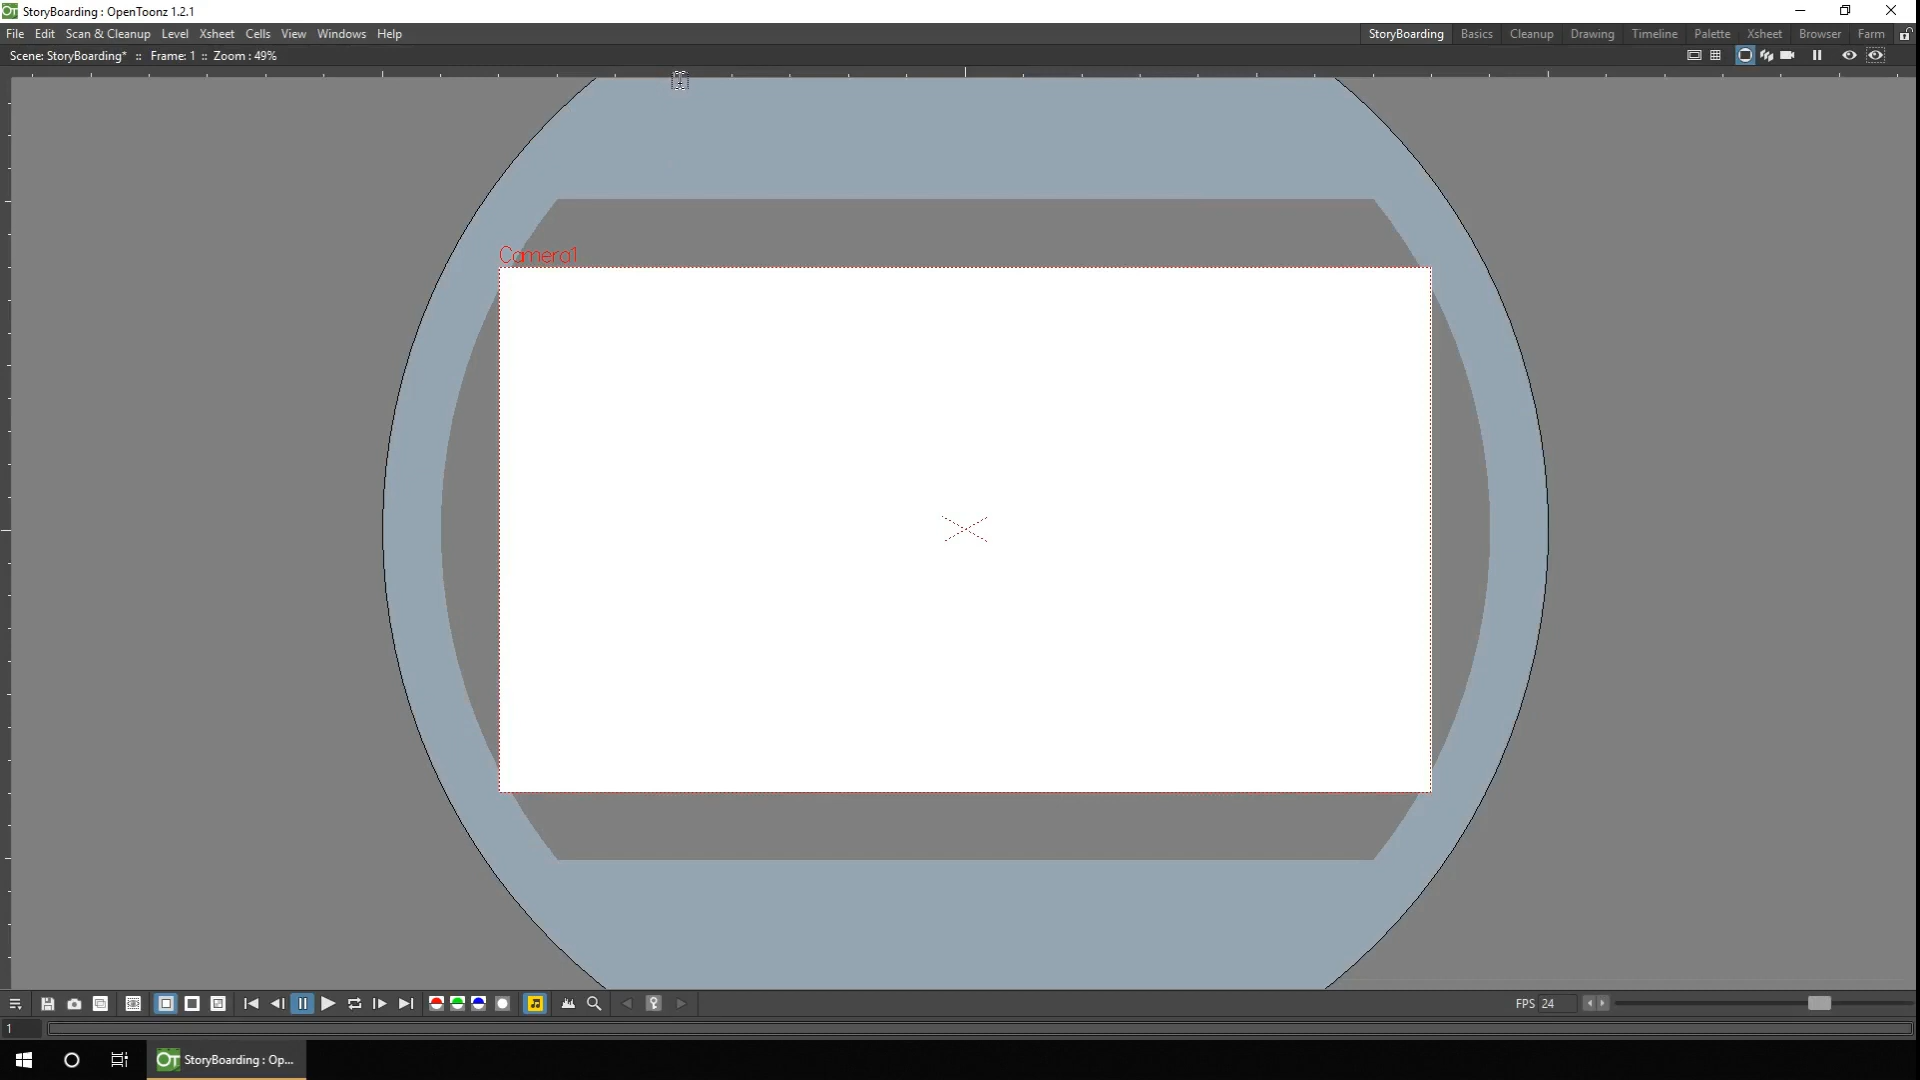 StoryBoarding : OpenToonz 1.2.1
File Edit Scan & Cleanup Level Xsheet Cells View Windows Help
StoryBoarding Basics Cleanup Drawing Timeline Palette Xsheet Browser Farm
Scene: StoryBoarding* :: Frame: 1 :: Zoom : 49%
Camera1
FPS 24
1
StoryBoarding : Op...